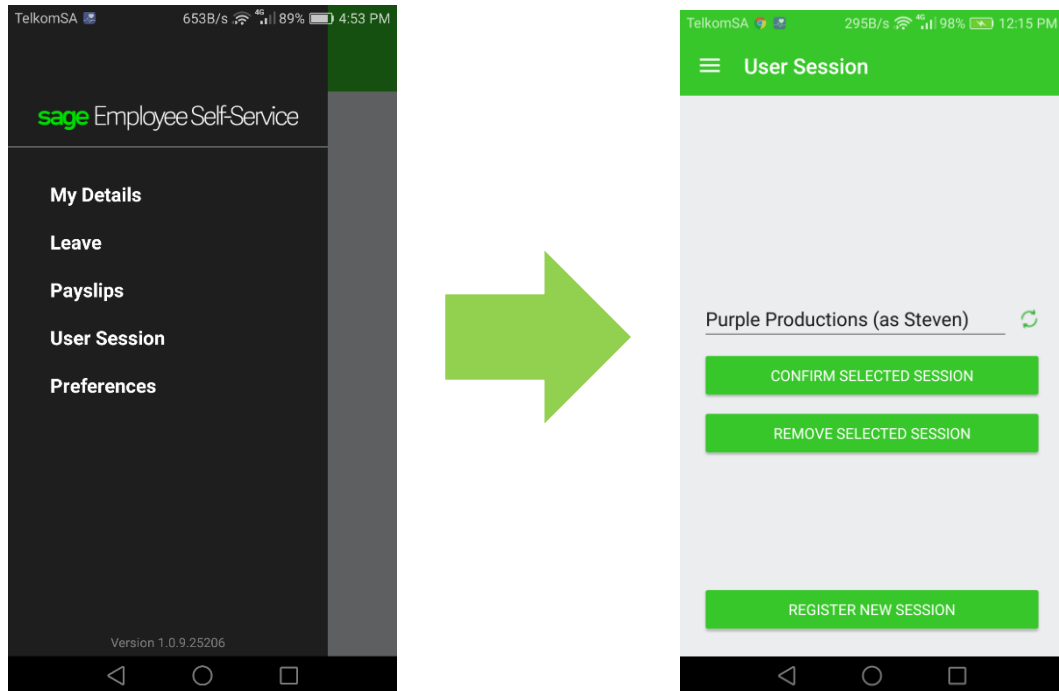 TelkomSA 653B/s 4G 89% 4:53 PM
sage Employee Self-Service
My Details
Leave
Payslips
User Session
Preferences
Version 1.0.9.25206
TelkomSA 295B/s 4G 98% 12:15 PM
User Session
Purple Productions (as Steven)
CONFIRM SELECTED SESSION
REMOVE SELECTED SESSION
REGISTER NEW SESSION